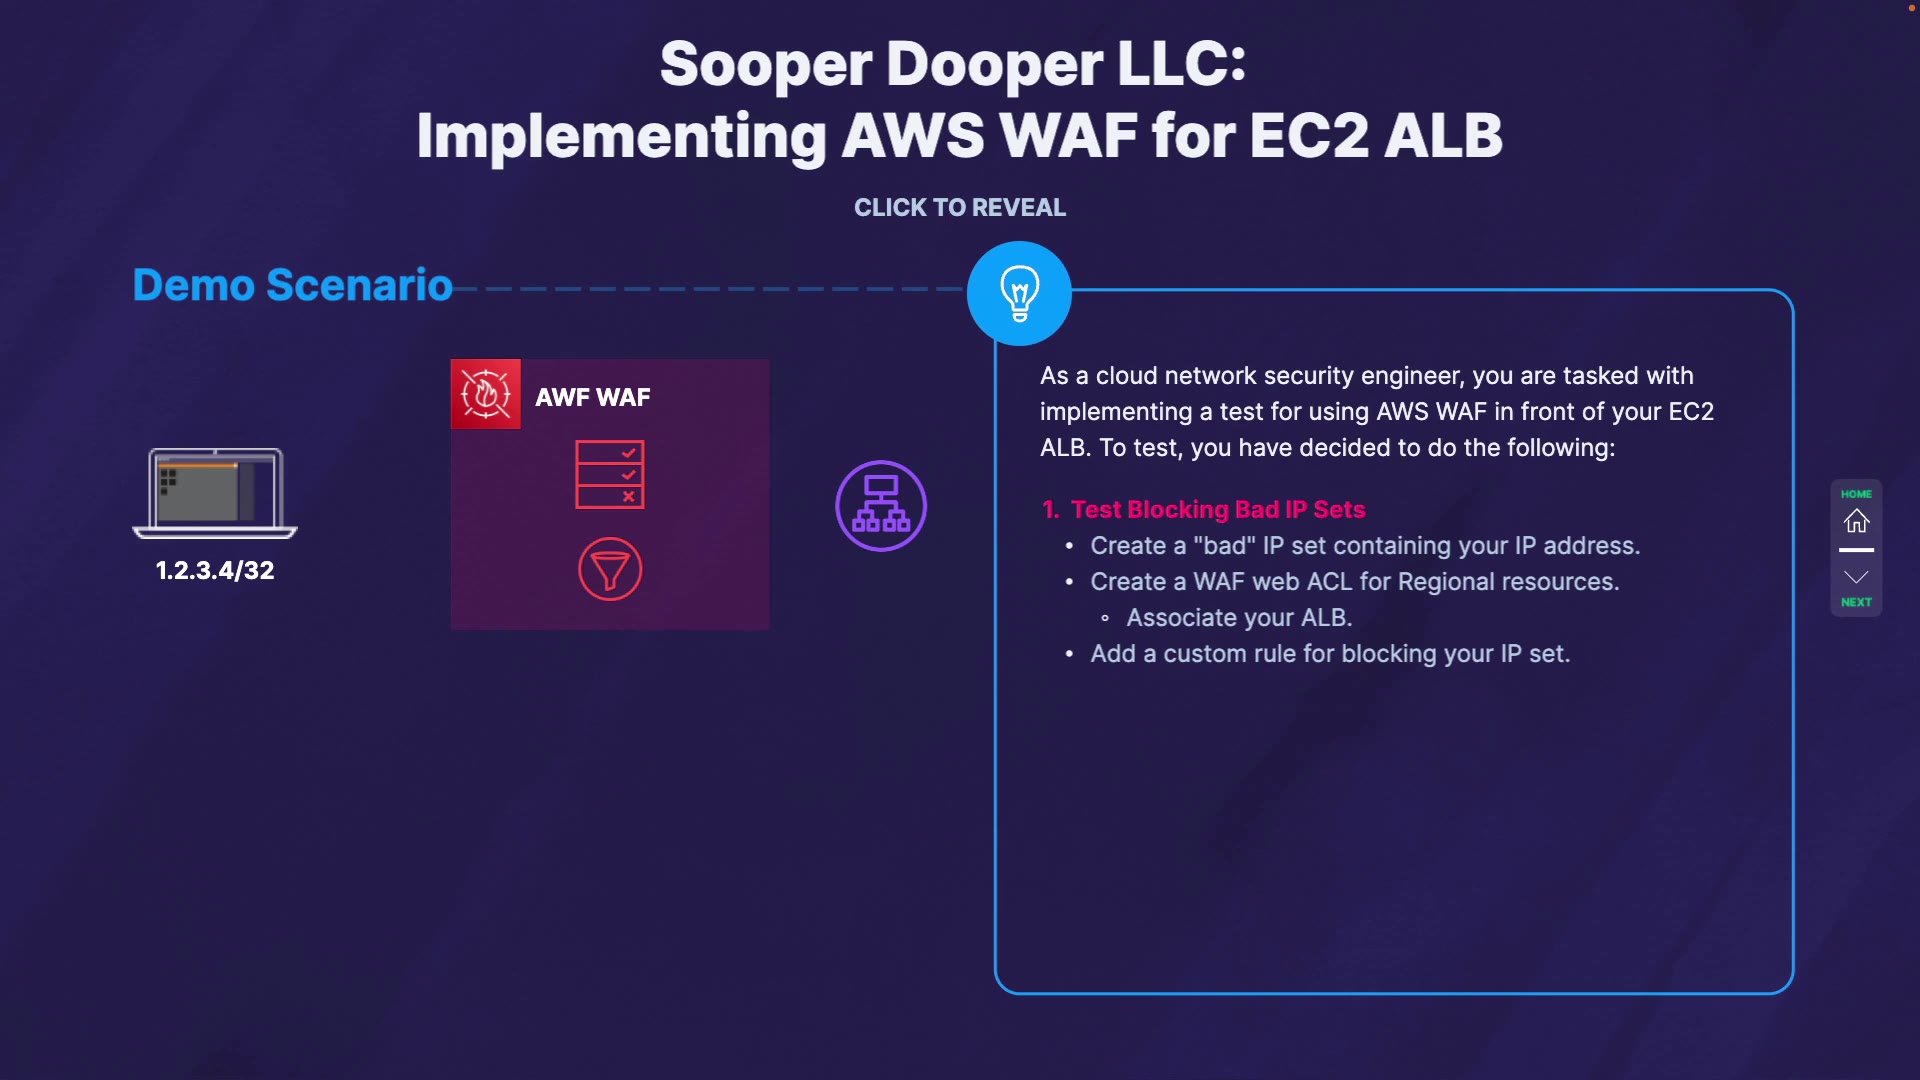 Sooper Dooper LLC:
Implementing AWS WAF for EC2 ALB
CLICK TO REVEAL
Demo Scenario
AWF WAF
1.2.3.4/32
As a cloud network security engineer, you are tasked with
implementing a test for using AWS WAF in front of your EC2
ALB. To test, you have decided to do the following:
1. Test Blocking Bad IP Sets
• Create a "bad" IP set containing your IP address.
• Create a WAF web ACL for Regional resources.
◦ Associate your ALB.
• Add a custom rule for blocking your IP set.
HOME
NEXT